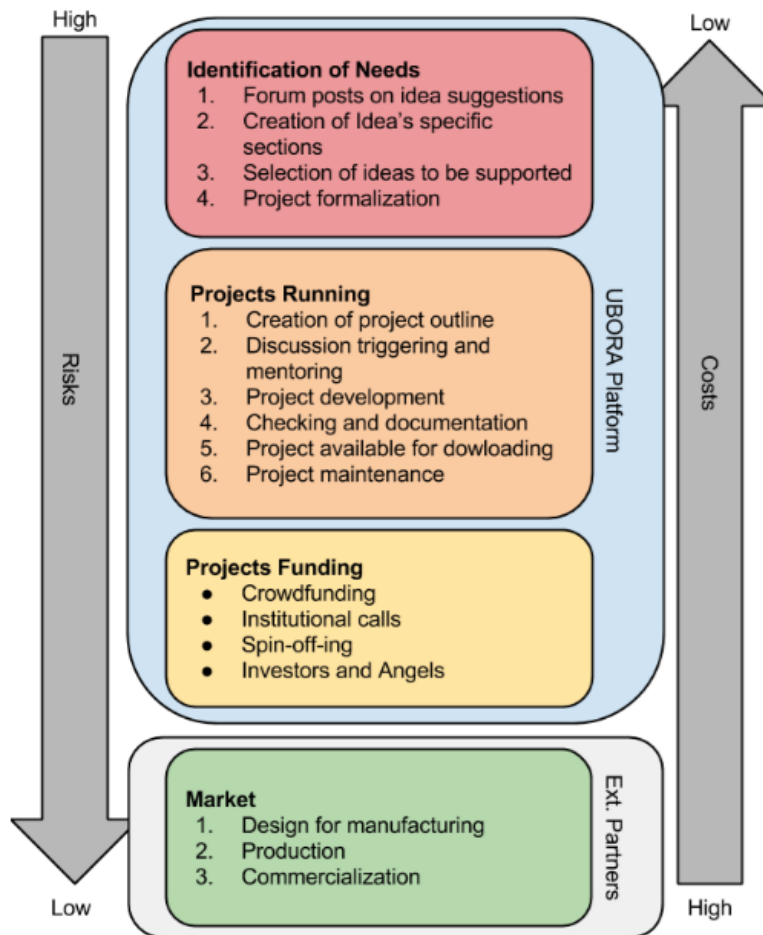 High
Low
Identification of Needs
1. Forum posts on idea suggestions
2. Creation of Idea's specific
sections
3. Selection of ideas to be supported
4. Project formalization
Projects Running
1. Creation of project outline
2. Discussion triggering and
mentoring
3. Project development
4. Checking and documentation
5. Project available for dowloading
6. Project maintenance
Risks
UBORA Platform
Costs
Projects Funding
● Crowdfunding
● Institutional calls
● Spin-off-ing
● Investors and Angels
Market
1. Design for manufacturing
2. Production
3. Commercialization
Ext. Partners
Low
High